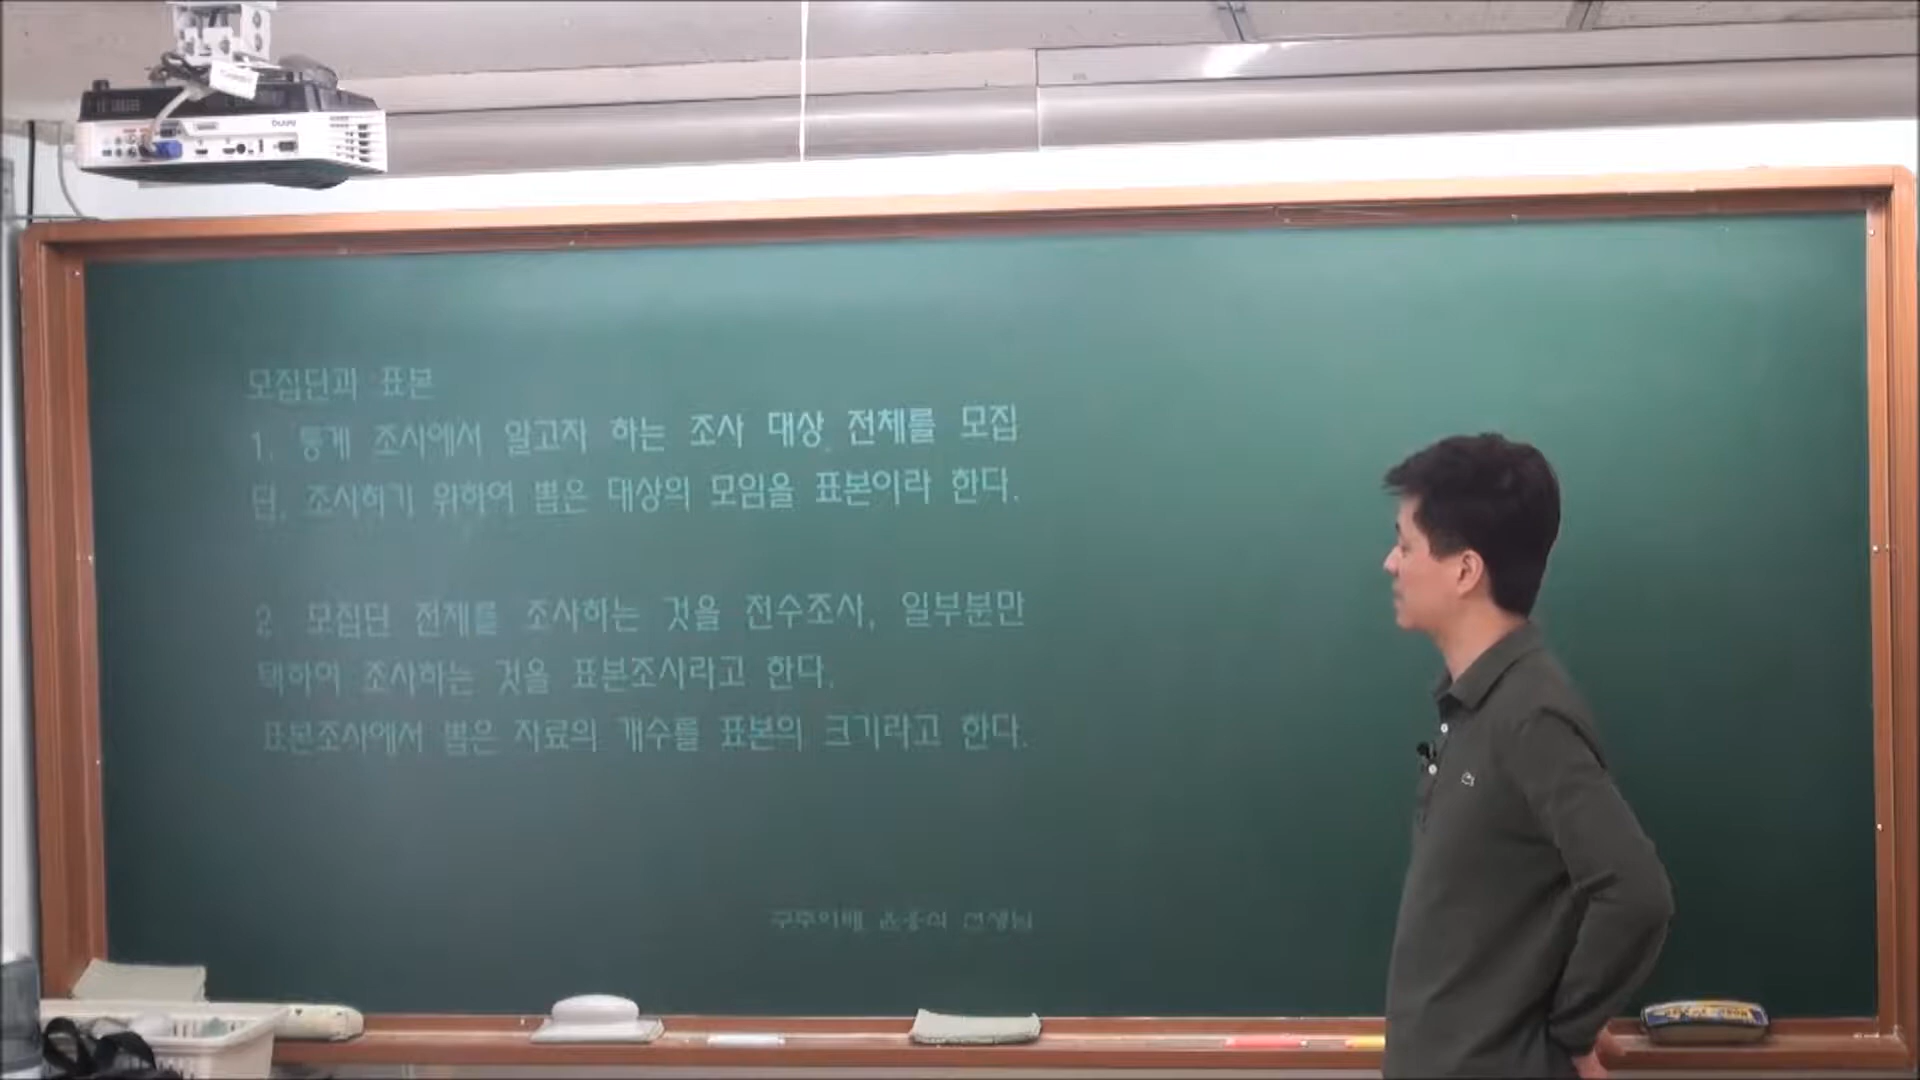 모집단과 표본
1. 통계 조사에서 알고자 하는 조사 대상 전체를 모집
단, 조사하기 위하여 뽑은 대상의 모임을 표본이라 한다.
2 모집단 전체를 조사하는 것을 전수조사, 일부분만
택하여 조사하는 것을 표본조사라고 한다.
표본조사에서 뽑은 자료의 개수를 표본의 크기라고 한다.
선생님
BenQ